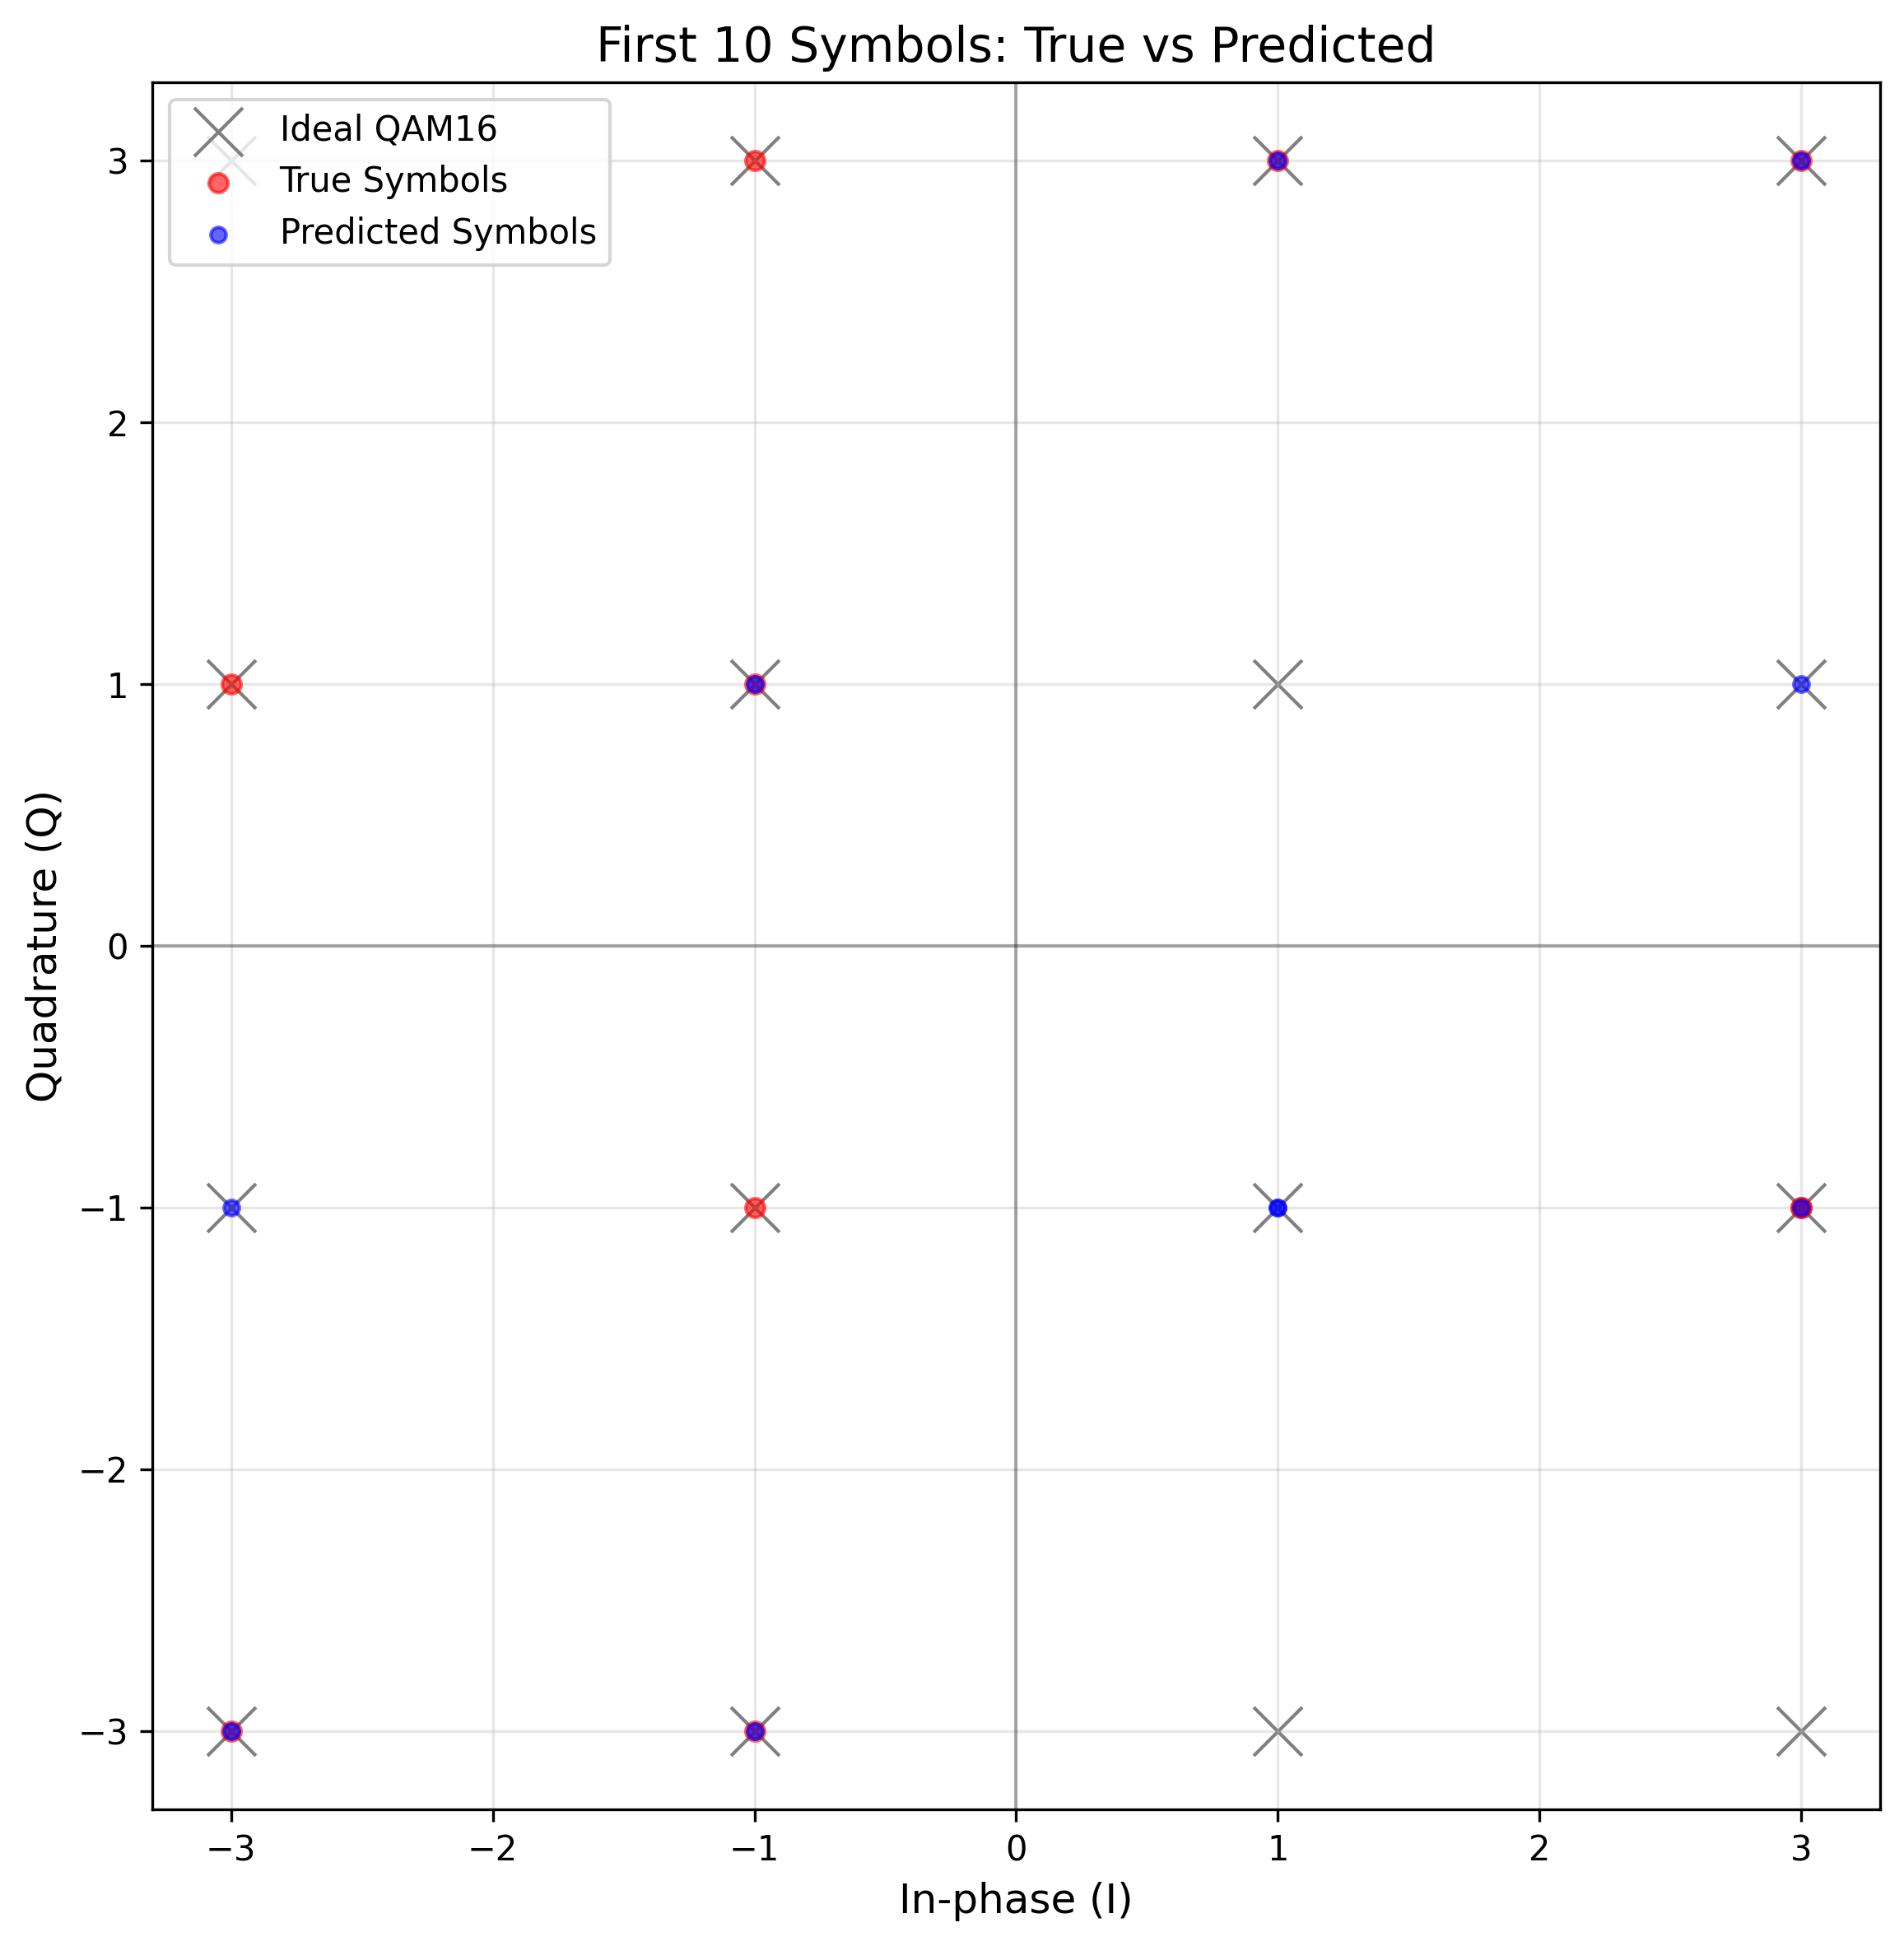 First 10 Symbols: True vs Predicted
Ideal QAM16
True Symbols
Predicted Symbols
3
2
1
0
−1
−2
−3
Quadrature (Q)
−3
−2
−1
0
1
2
3
In-phase (I)